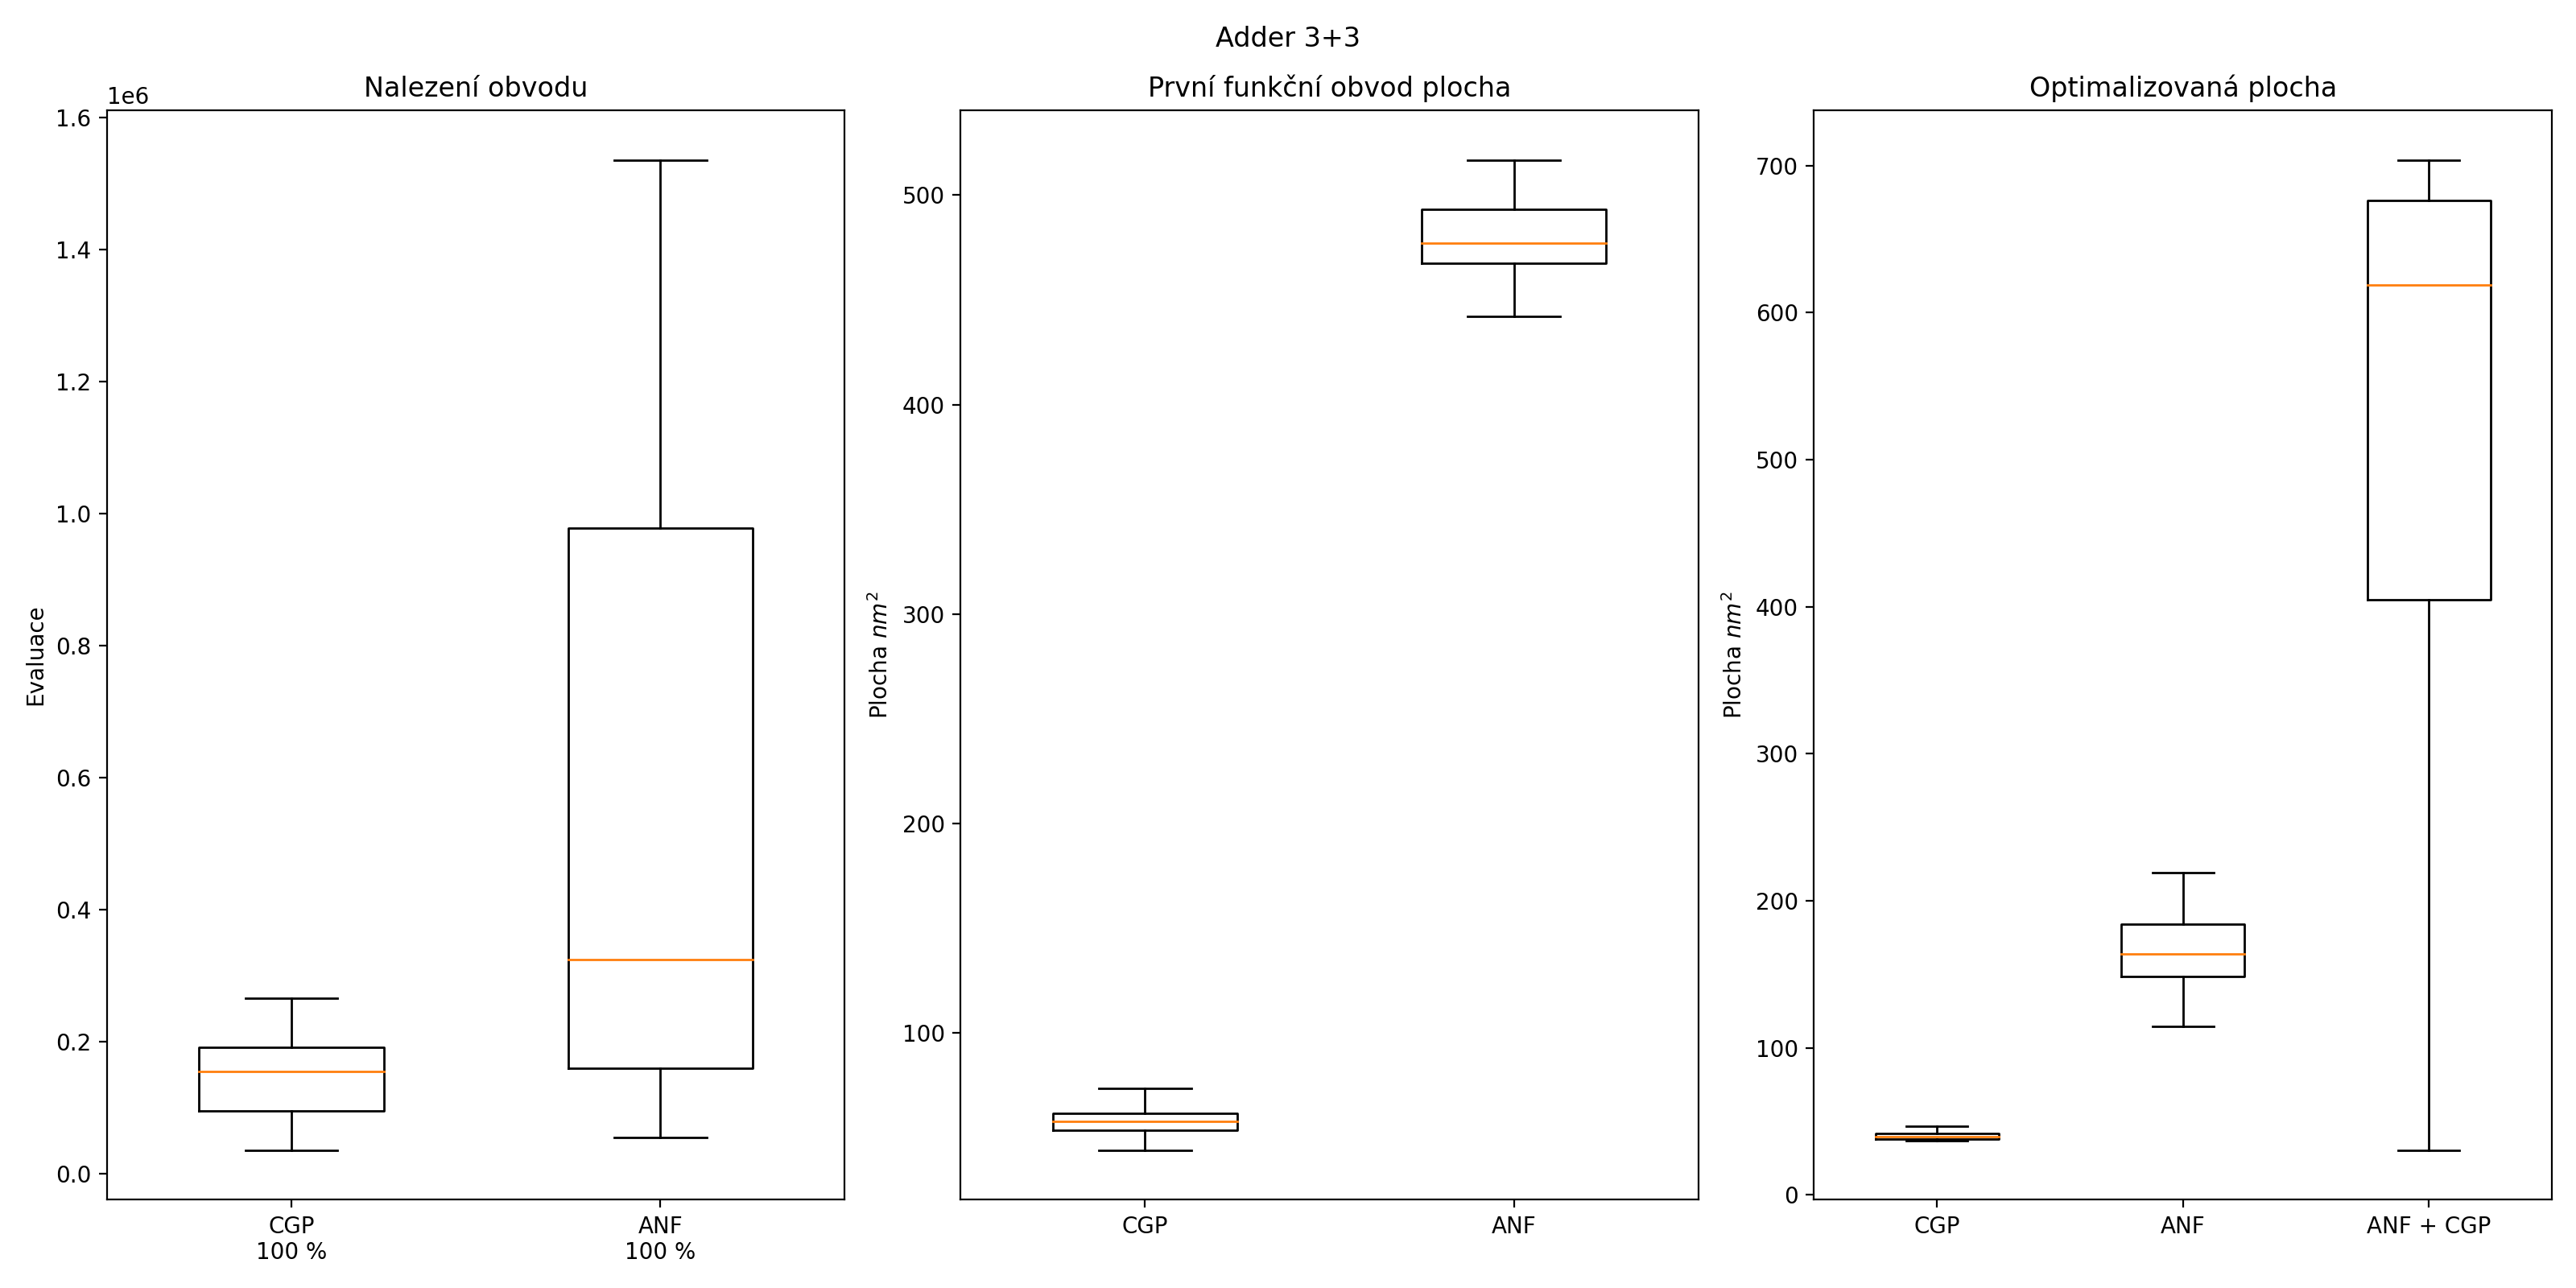 Adder 3+3
Nalezení obvodu
1e6
1.6
1.4
1.2
1.0
0.8
0.6
0.4
0.2
0.0
Evaluace
CGP
100 %
ANF
100 %
První funkční obvod plocha
500
400
300
200
100
Plocha nm²
CGP
ANF
Optimalizovaná plocha
700
600
500
400
300
200
100
0
Plocha nm²
CGP
ANF
ANF + CGP